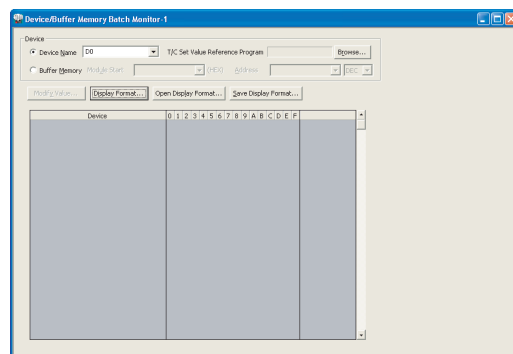 Device/Buffer Memory Batch Monitor-1
Device
Device Name D0 T/C Set Value Reference Program Browse...
Buffer Memory Module Start (HEX) Address DEC
Modify Value... Display Format... Open Display Format... Save Display Format...
Device 0 1 2 3 4 5 6 7 8 9 A B C D E F